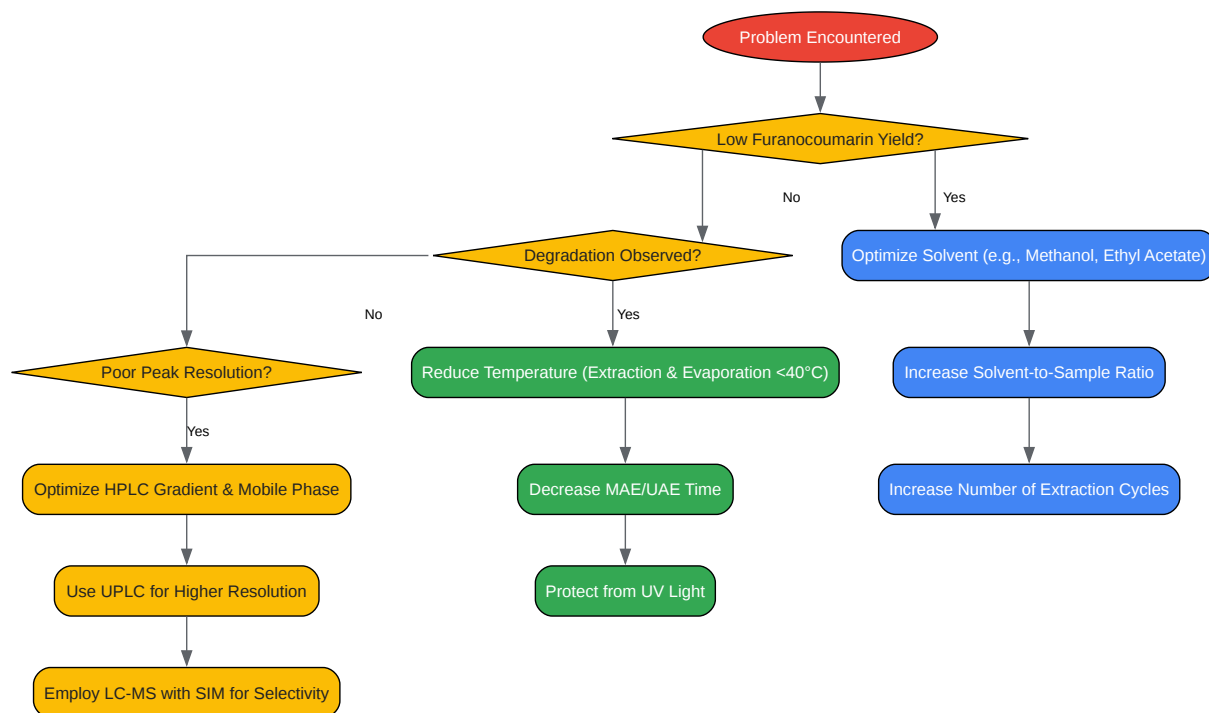 Problem Encountered
Low Furanocoumarin Yield?
No
Yes
Degradation Observed?
Optimize Solvent (e.g., Methanol, Ethyl Acetate)
No
Yes
Poor Peak Resolution?
Reduce Temperature (Extraction & Evaporation <40°C)
Increase Solvent-to-Sample Ratio
Yes
Optimize HPLC Gradient & Mobile Phase
Decrease MAE/UAE Time
Increase Number of Extraction Cycles
Use UPLC for Higher Resolution
Protect from UV Light
Employ LC-MS with SIM for Selectivity